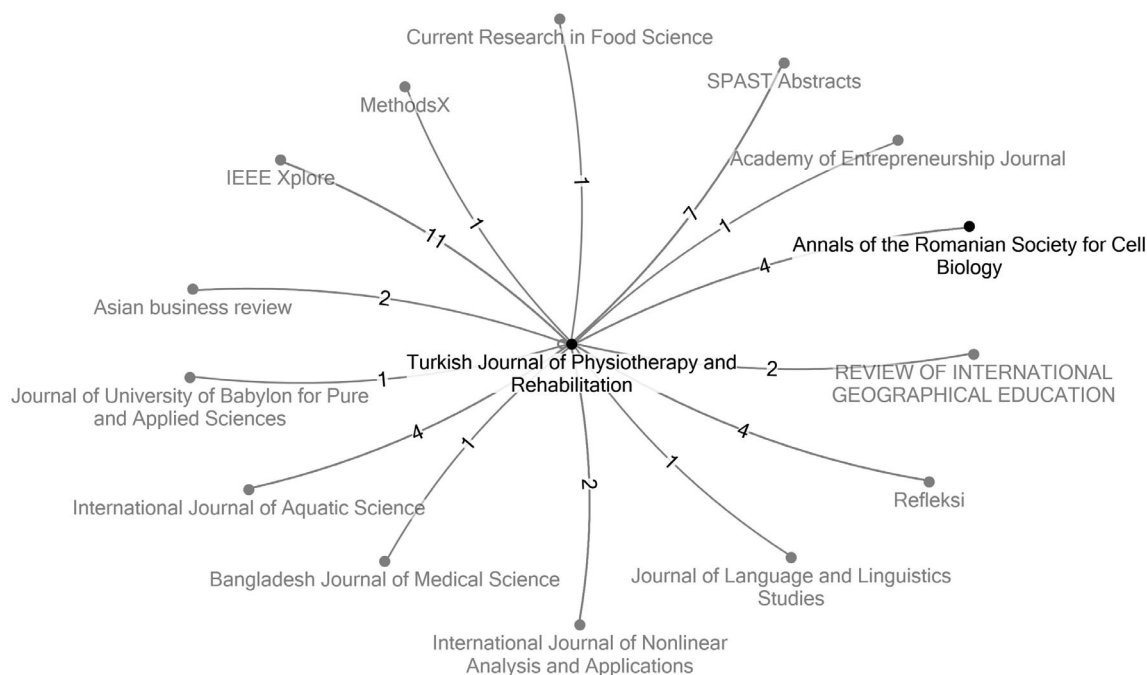 Current Research in Food Science
SPAST Abstracts
MethodsX
Academy of Entrepreneurship Journal
IEEE Xplore
1
7
1
1
11
Annals of the Romanian Society for Cell
Biology
4
2
Asian business review
Turkish Journal of Physiotherapy and
Rehabilitation
2
REVIEW OF INTERNATIONAL
GEOGRAPHICAL EDUCATION
1
Journal of University of Babylon for Pure
and Applied Sciences
4
4
1
1
2
International Journal of Aquatic Science
Refleksi
Bangladesh Journal of Medical Science
Journal of Language and Linguistics
Studies
International Journal of Nonlinear
Analysis and Applications